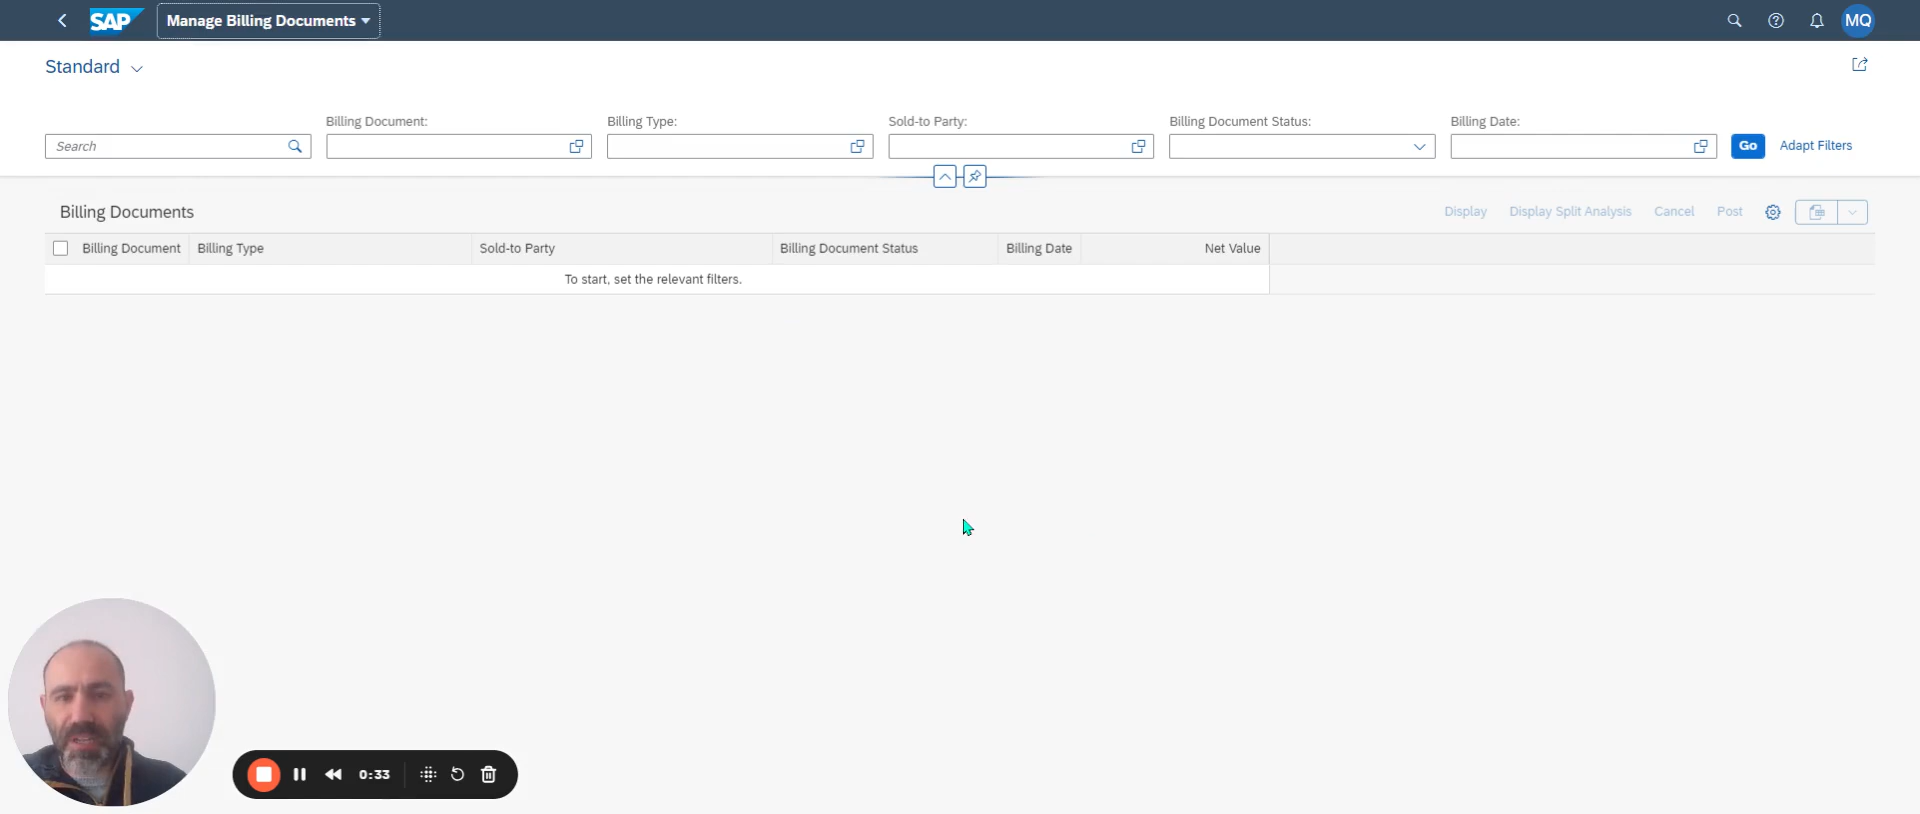 SAP Manage Billing Documents MQ
Standard
Billing Document: Billing Type: Sold-to Party: Billing Document Status: Billing Date:
Search Go Adapt Filters
Billing Documents Display Display Split Analysis Cancel Post
Billing Document Billing Type Sold-to Party Billing Document Status Billing Date Net Value
To start, set the relevant filters.
0:33